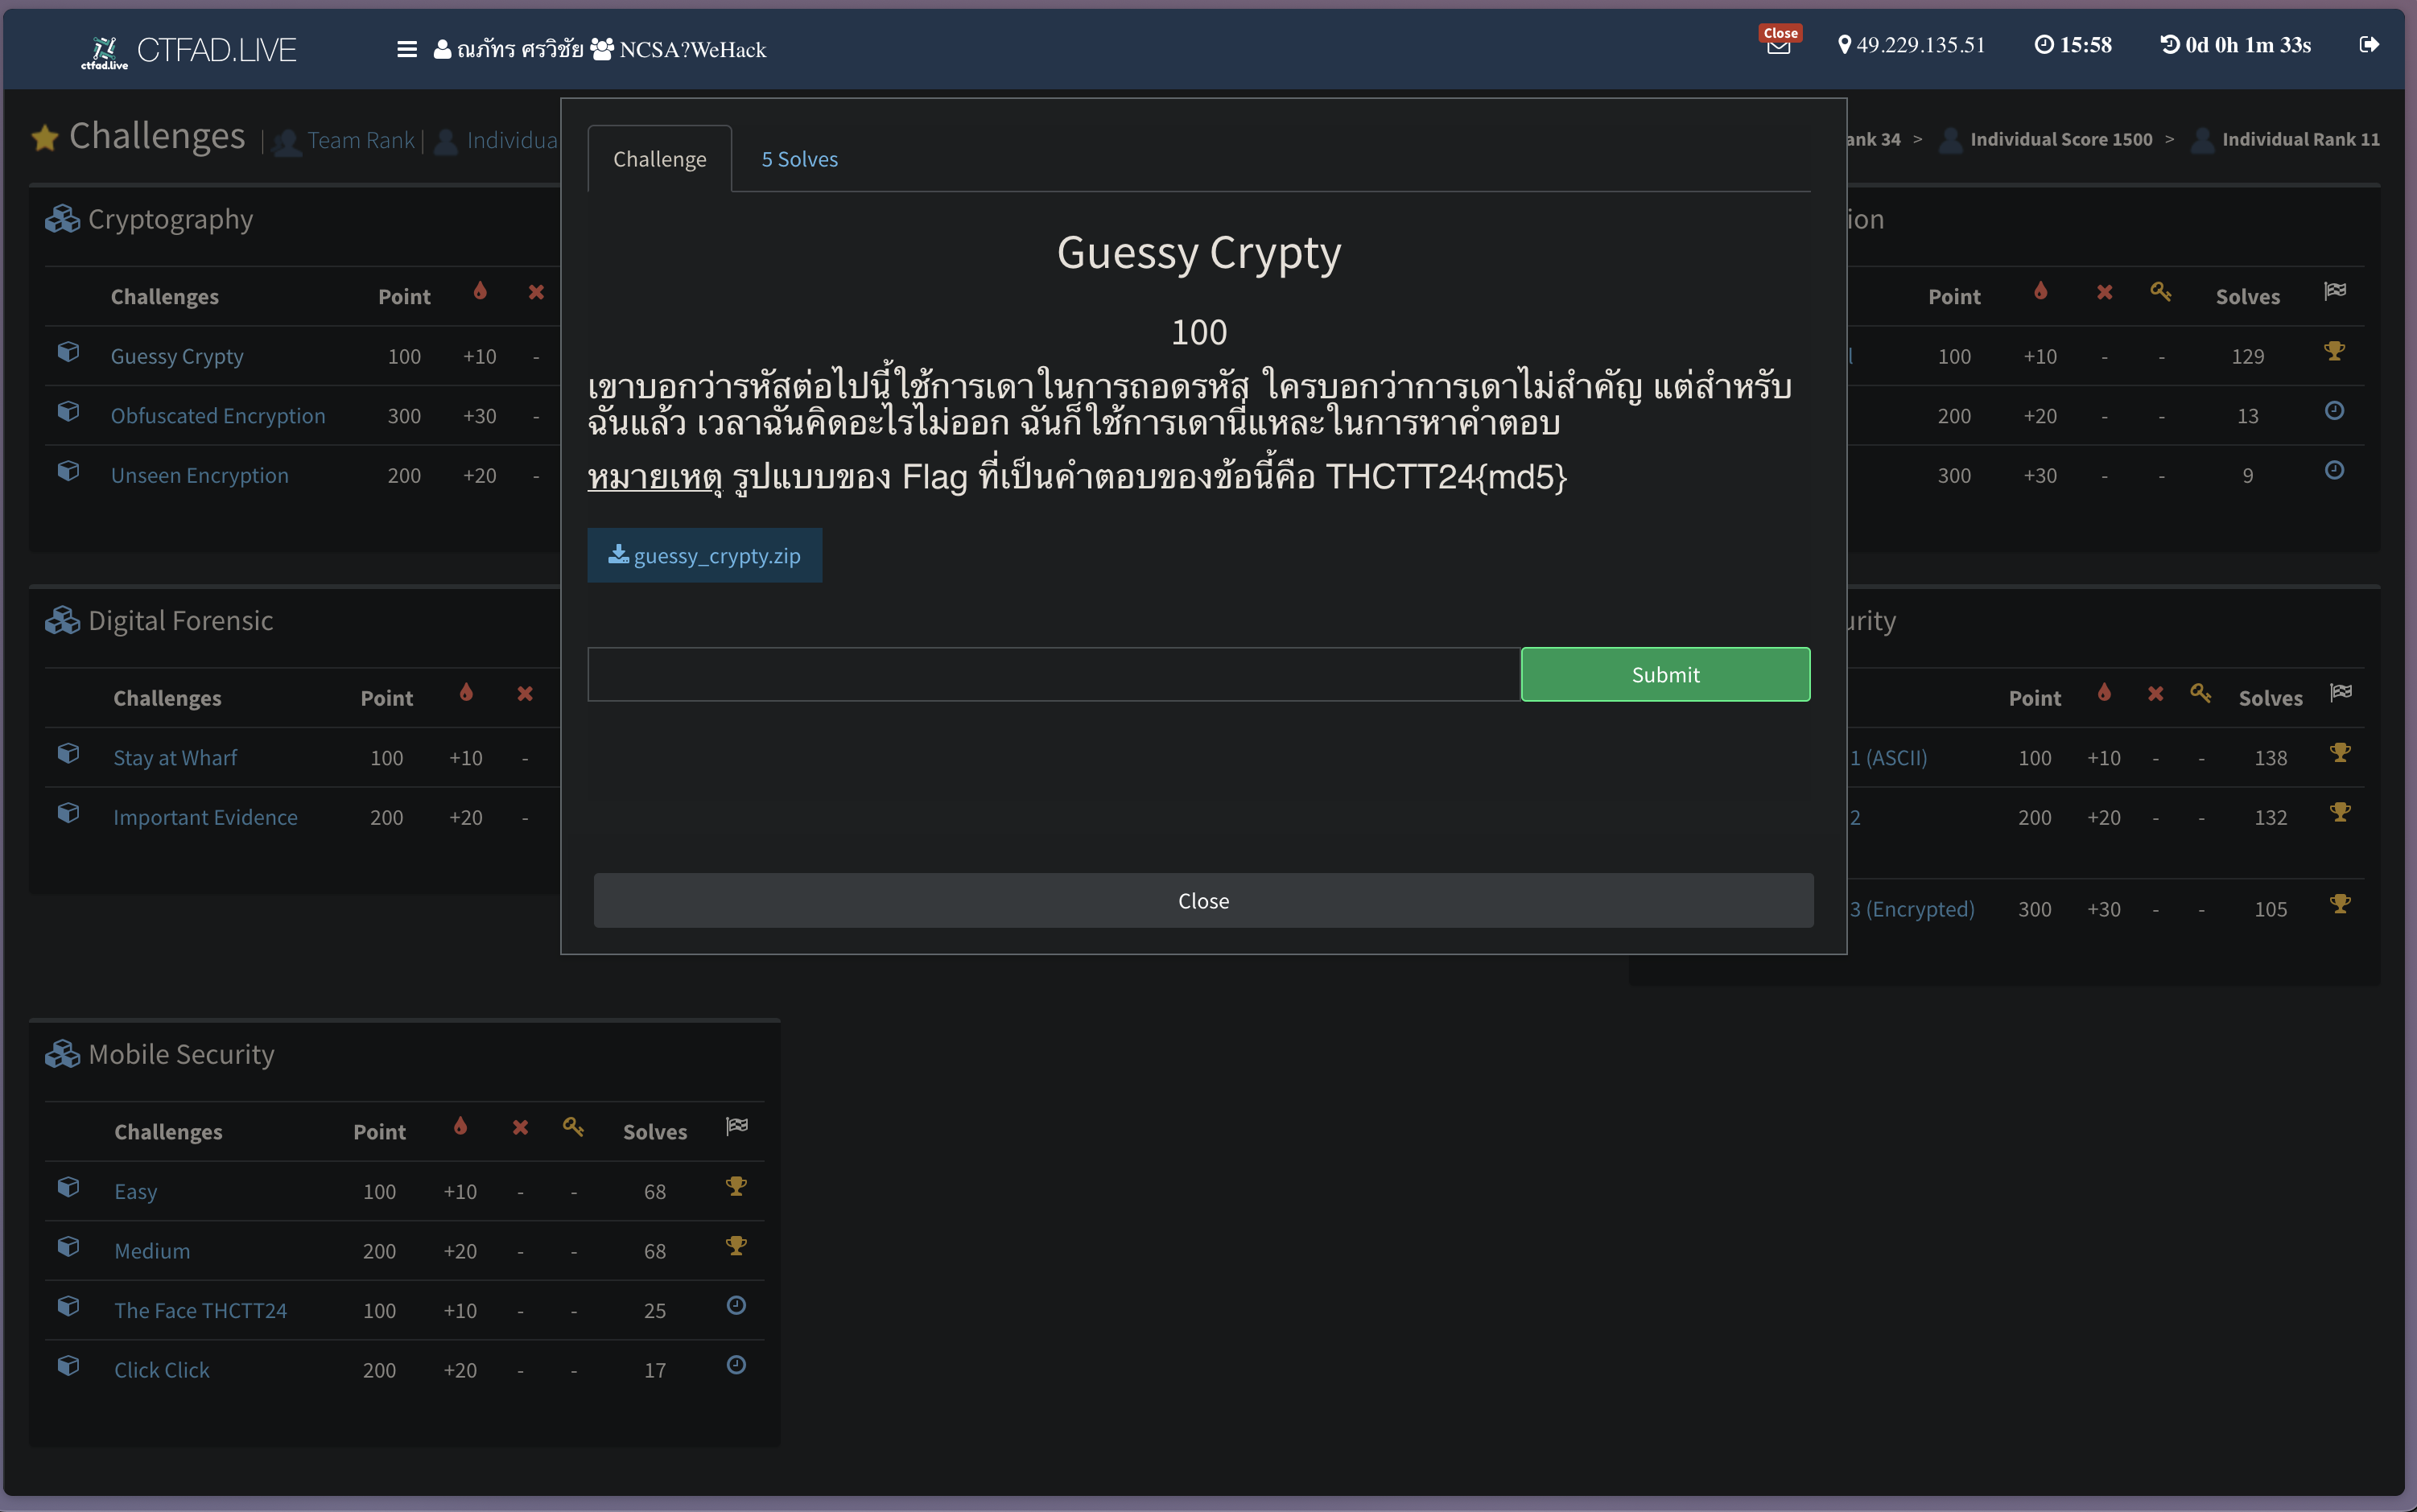 ctfad.live
CTFAD.LIVE
ณภัทร ศรวิชัย NCSA?WeHack
Close
49.229.135.51
15:58
0d 0h 1m 33s
Challenges | Team Rank | Individua
ank 34 > Individual Score 1500 > Individual Rank 11
Cryptography
Challenges Point
Guessy Crypty 100 +10 -
Obfuscated Encryption 300 +30 -
Unseen Encryption 200 +20 -
Challenge
5 Solves
Guessy Crypty
100
เขาบอกว่ารหัสต่อไปนี้ใช้การเดาในการถอดรหัส ใครบอกว่าการเดาไม่สำคัญ แต่สำหรับ
ฉันแล้ว เวลาฉันคิดอะไรไม่ออก ฉันก็ใช้การเดานี่แหละในการหาคำตอบ
หมายเหตุ รูปแบบของ Flag ที่เป็นคำตอบของข้อนี้คือ THCTT24{md5}
guessy_crypty.zip
Submit
Close
ion
Point Solves
l 100 +10 - - 129
200 +20 - - 13
300 +30 - - 9
Digital Forensic
Challenges Point
Stay at Wharf 100 +10 -
Important Evidence 200 +20 -
urity
Point Solves
1 (ASCII) 100 +10 - - 138
2 200 +20 - - 132
3 (Encrypted) 300 +30 - - 105
Mobile Security
Challenges Point Solves
Easy 100 +10 - - 68
Medium 200 +20 - - 68
The Face THCTT24 100 +10 - - 25
Click Click 200 +20 - - 17